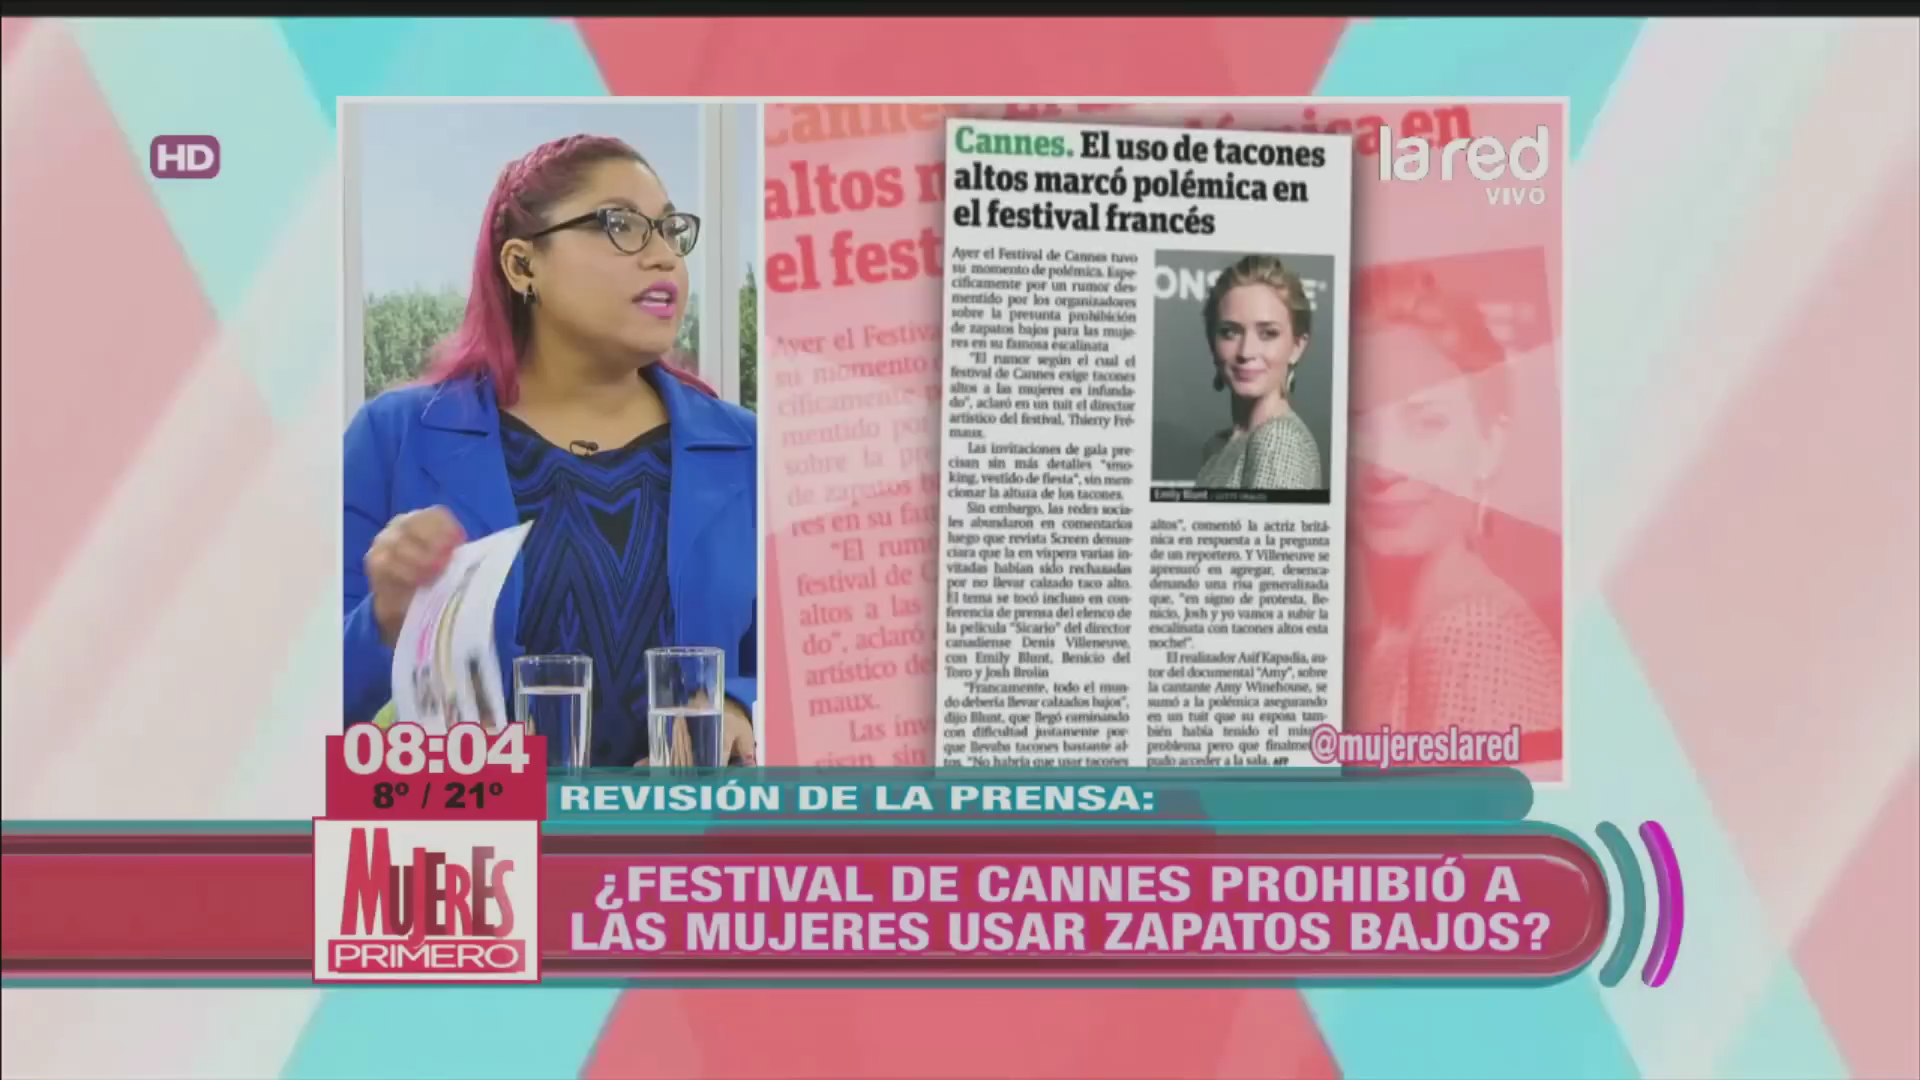 HD
la red
VIVO
Cannes. El uso de tacones
altos marcó polémica en
el festival francés
Ayer el Festival de Cannes tuvo
su momento de polémica. Espe-
cíficamente por un rumor des-
mentido por los organizadores
sobre la presunta prohibición
de zapatos bajos para las muje-
res en su famosa escalinata
"El rumor según el cual el
festival de Cannes exige tacones
altos a las mujeres es infunda-
do", aclaró en un tuit el director
artístico del festival, Thierry Fré-
maux.
Las invitaciones de gala pre-
cisan sin más detalles "smo-
king, vestido de fiesta", sin men-
cionar la altura de los tacones.
Sin embargo, las redes socia-
les abundaron en comentarios
luego que revista Screen denun-
ciara que la en víspera varias in-
vitadas habían sido rechazadas
por no llevar calzado taco alto.
El tema se tocó incluso en con-
ferencia de prensa del elenco de
la película "Sicario" del director
canadiense Denis Villeneuve,
con Emily Blunt, Benicio del
Toro y Josh Brolin
"Francamente, todo el mun-
do debería llevar calzados bajos",
dijo Blunt, que llegó caminando
con dificultad justamente por-
que llevaba tacones bastante al-
tos. "No habría que usar tacones
Emily Blunt
altos", comentó la actriz britá-
nica en respuesta a la pregunta
de un reportero. Y Villeneuve se
apresuró en agregar, desenca-
denando una risa generalizada
que, "en signo de protesta, Be-
nicio, Josh y yo vamos a subir la
escalinata con tacones altos esta
noche!".
El realizador Asif Kapadia, au-
tor del documental "Amy", sobre
la cantante Amy Winehouse, se
sumó a la polémica asegurando
en un tuit que su esposa tam-
bién había tenido el
problema pero que
pudo acceder a la sala. AFP
@mujereslared
08:04
8º / 21º
REVISIÓN DE LA PRENSA:
MUJERES
PRIMERO
¿FESTIVAL DE CANNES PROHIBIÓ A
LAS MUJERES USAR ZAPATOS BAJOS?